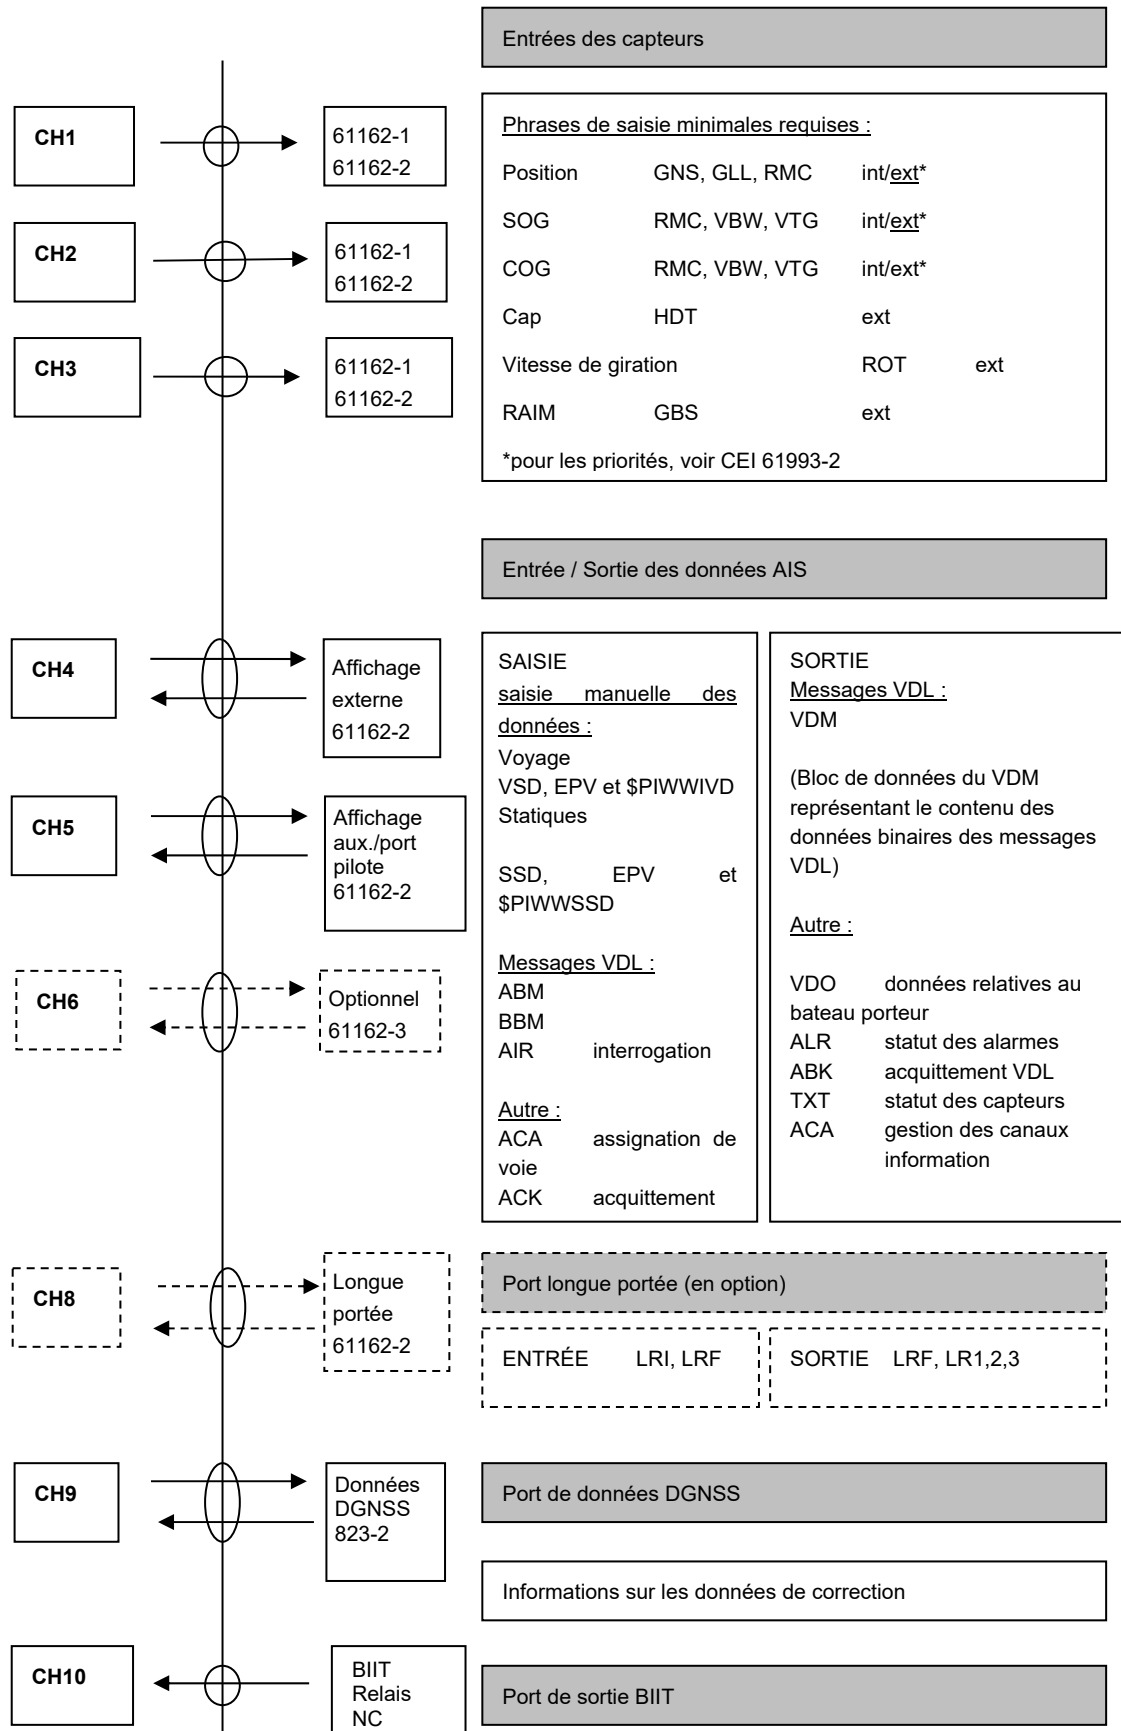 Entrées des capteurs
CH1
61162-1
61162-2
CH2
61162-1
61162-2
CH3
61162-1
61162-2
Phrases de saisie minimales requises :
Position GNS, GLL, RMC int/ext*
SOG RMC, VBW, VTG int/ext*
COG RMC, VBW, VTG int/ext*
Cap HDT ext
Vitesse de giration ROT ext
RAIM GBS ext
*pour les priorités, voir CEI 61993-2
Entrée / Sortie des données AIS
CH4
Affichage
externe
61162-2
CH5
Affichage
aux./port
pilote
61162-2
CH6
Optionnel
61162-3
SAISIE
saisie manuelle des
données :
Voyage
VSD, EPV et $PIWWIVD
Statiques
SSD, EPV et
$PIWWSSD
Messages VDL :
ABM
BBM
AIR interrogation
Autre :
ACA assignation de
voie
ACK acquittement
SORTIE
Messages VDL :
VDM
(Bloc de données du VDM
représentant le contenu des
données binaires des messages
VDL)
Autre :
VDO données relatives au
bateau porteur
ALR statut des alarmes
ABK acquittement VDL
TXT statut des capteurs
ACA gestion des canaux
information
CH8
Longue
portée
61162-2
Port longue portée (en option)
ENTRÉE LRI, LRF
SORTIE LRF, LR1,2,3
CH9
Données
DGNSS
823-2
Port de données DGNSS
Informations sur les données de correction
CH10
BIIT
Relais
NC
Port de sortie BIIT